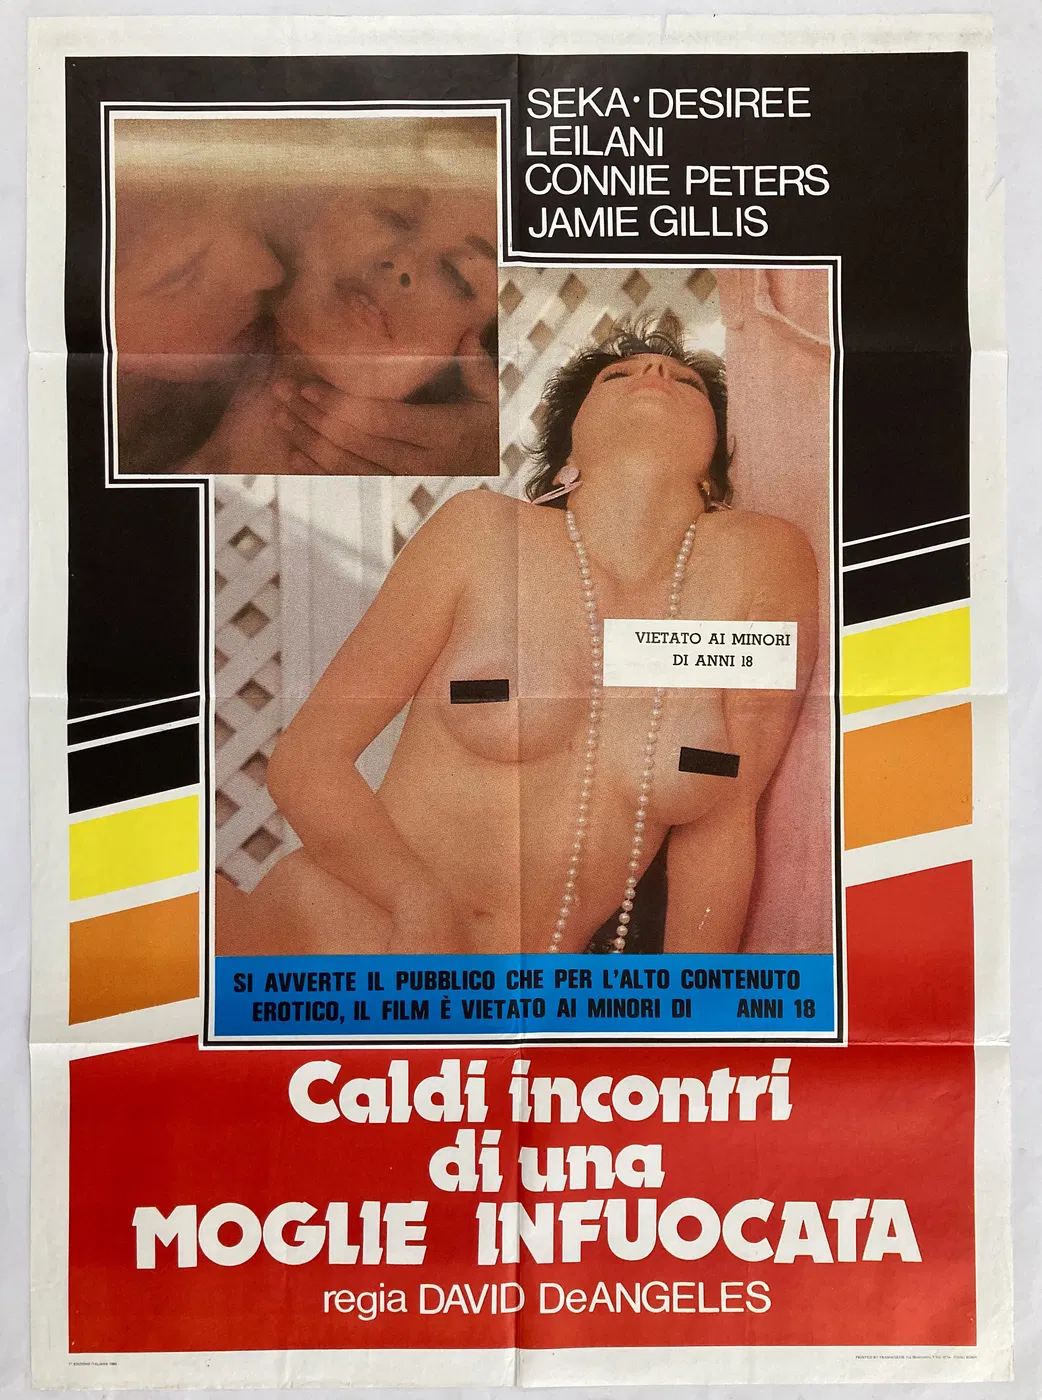 SEKA · DESIREE
LEILANI
CONNIE PETERS
JAMIE GILLIS
VIETATO AI MINORI
DI ANNI 18
SI AVVERTE IL PUBBLICO CHE PER L'ALTO CONTENUTO
EROTICO, IL FILM È VIETATO AI MINORI DI ANNI 18
Caldi incontri
di una
MOGLIE INFUOCATA
regia DAVID DeANGELES